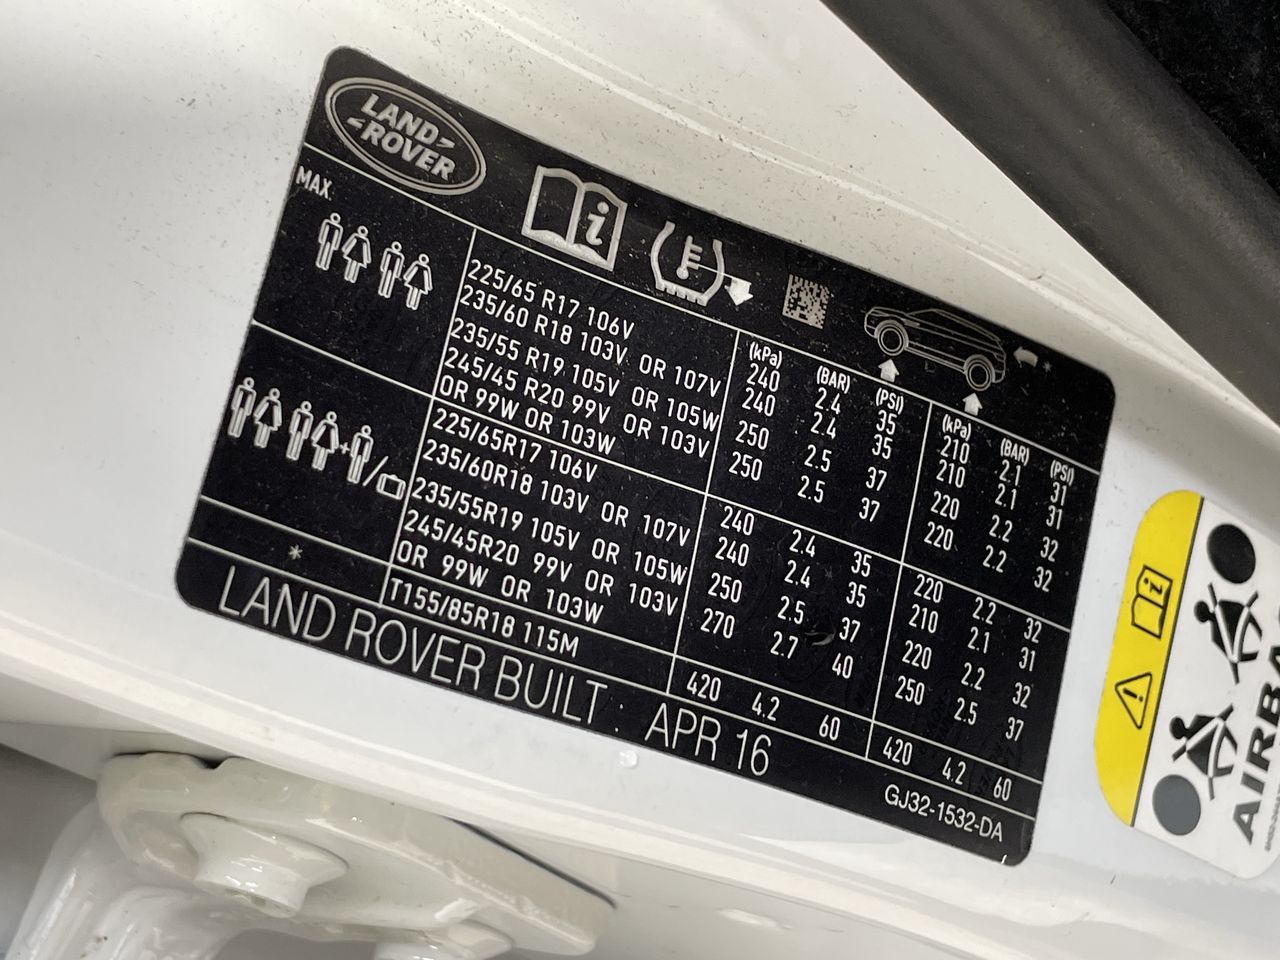 LAND
ROVER
MAX.
(kPa) (BAR) (PSI) (kPa) (BAR) (PSI)
225/65 R17 106V 240 2.4 35 210 2.1 31
235/60 R18 103V OR 107V 240 2.4 35 210 2.1 31
235/55 R19 105V OR 105W 250 2.5 37 220 2.2 32
245/45 R20 99V OR 103V 250 2.5 37 220 2.2 32
OR 99W OR 103W
225/65R17 106V 240 2.4 35 220 2.2 32
235/60R18 103V OR 107V 240 2.4 35 210 2.1 31
235/55R19 105V OR 105W 250 2.5 37 220 2.2 32
245/45R20 99V OR 103V 270 2.7 40 250 2.5 37
OR 99W OR 103W
* T155/85R18 115M 420 4.2 60 420 4.2 60
LAND ROVER BUILT : APR 16
GJ32-1532-DA